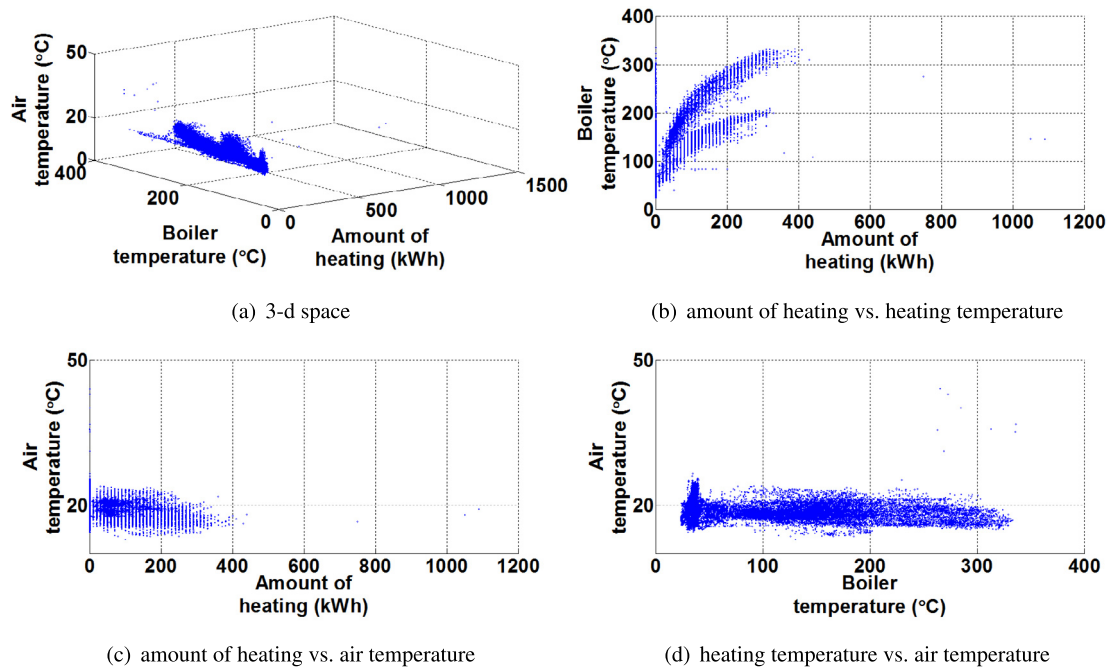 50
20
0
Air
temperature (°C)
400
200
0
Boiler
temperature (°C)
0
500
1000
1500
Amount of
heating (kWh)
(a) 3-d space
400
300
200
100
0
Boiler
temperature (°C)
0 200 400 600 800 1000 1200
Amount of
heating (kWh)
(b) amount of heating vs. heating temperature
50
20
Air
temperature (°C)
0 200 400 600 800 1000 1200
Amount of
heating (kWh)
(c) amount of heating vs. air temperature
50
20
Air
temperature (°C)
0 100 200 300 400
Boiler
temperature (°C)
(d) heating temperature vs. air temperature